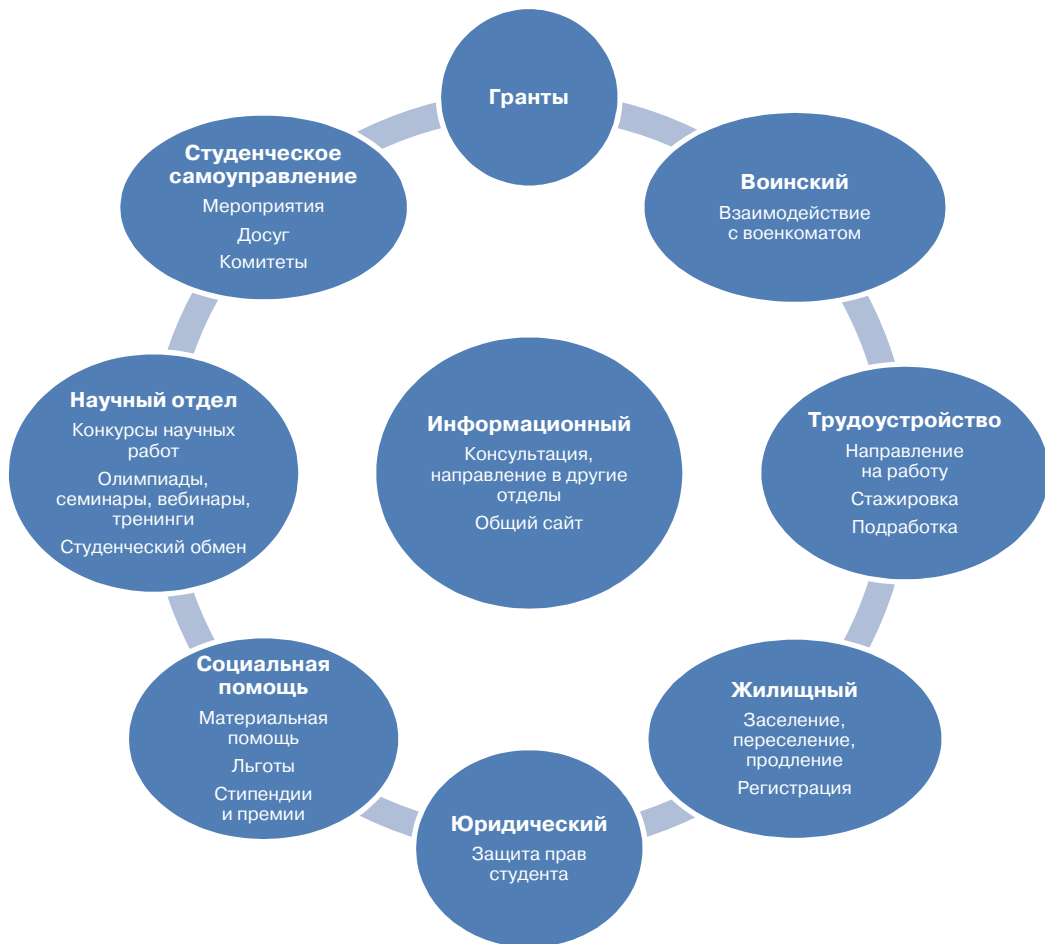 Гранты
Студенческое
самоуправление
Мероприятия
Досуг
Комитеты
Воинский
Взаимодействие
с военкоматом
Научный отдел
Конкурсы научных
работ
Олимпиады,
семинары, вебинары,
тренинги
Студенческий обмен
Информационный
Консультация,
направление в другие
отделы
Общий сайт
Трудоустройство
Направление
на работу
Стажировка
Подработка
Социальная
помощь
Материальная
помощь
Льготы
Стипендии
и премии
Жилищный
Заселение,
переселение,
продление
Регистрация
Юридический
Защита прав
студента